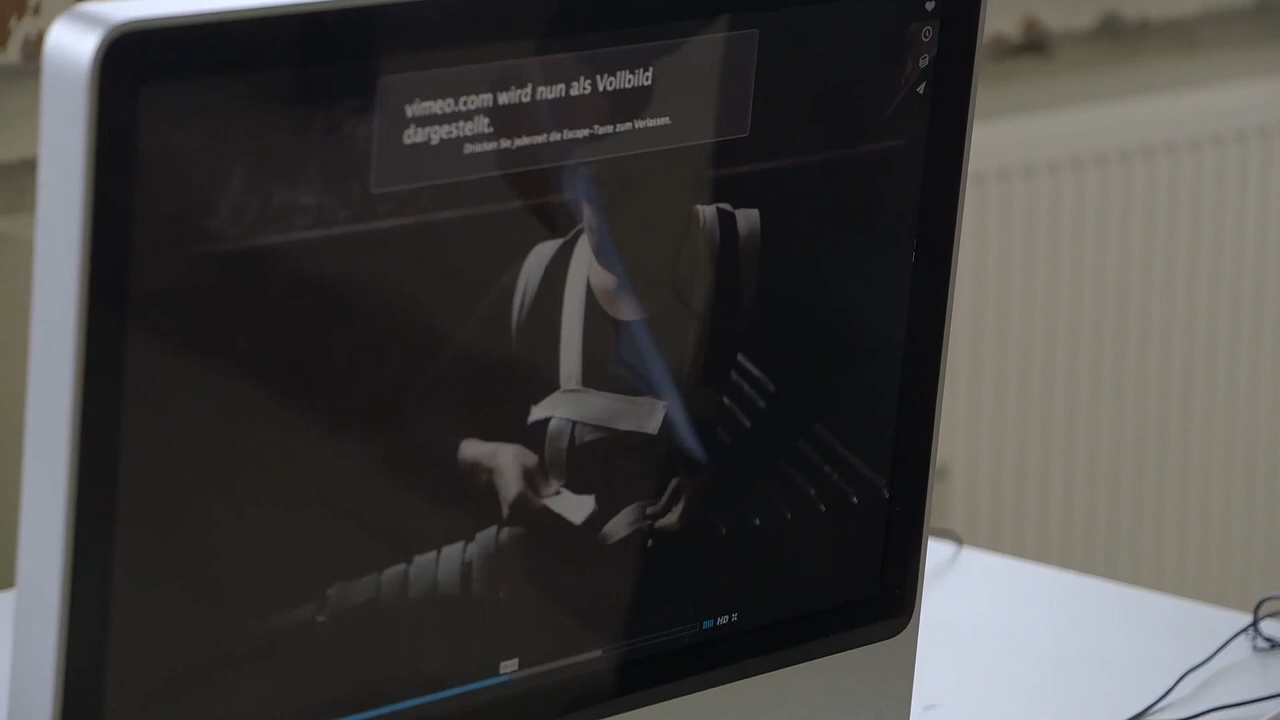 vimeo.com wird nun als Vollbild
dargestellt.
Drücken Sie jederzeit die Escape-Taste zum Verlassen.
HD